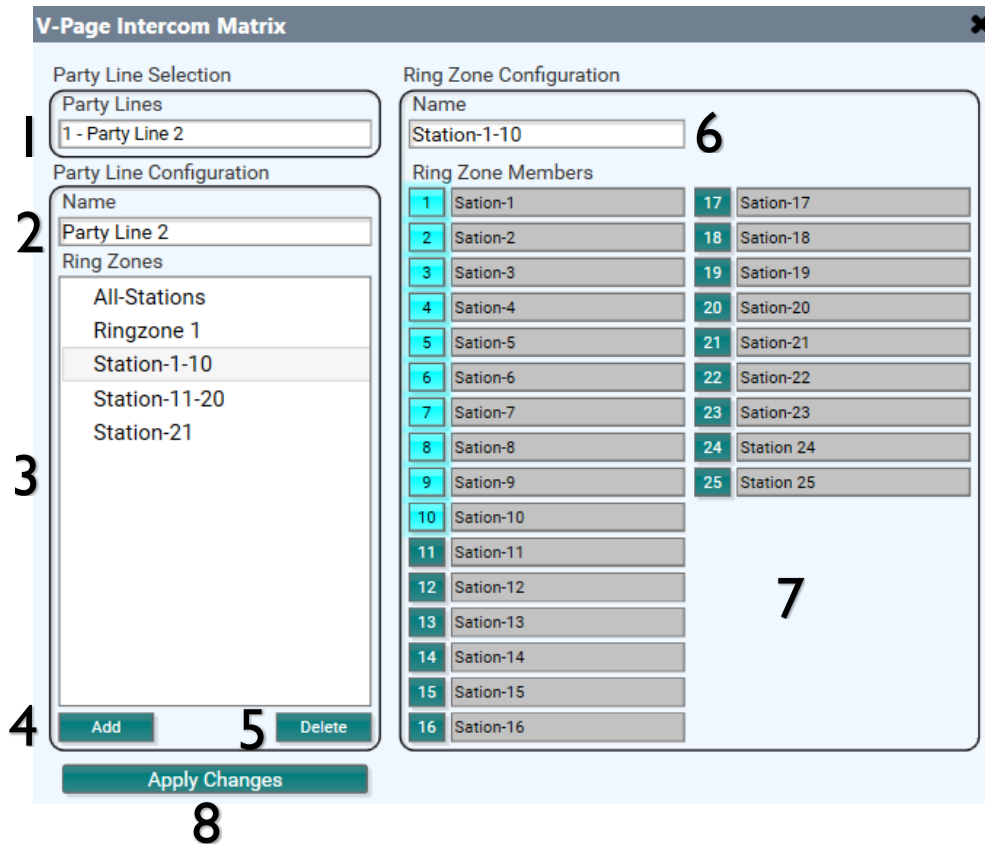 V-Page Intercom Matrix
Party Line Selection
Party Lines
1
1 - Party Line 2
Party Line Configuration
Name
2
Party Line 2
Ring Zones
All-Stations
Ringzone 1
Station-1-10
Station-11-20
Station-21
3
4
Add
5
Delete
Apply Changes
8
Ring Zone Configuration
Name
Station-1-10
6
Ring Zone Members
1 Sation-1
2 Sation-2
3 Sation-3
4 Sation-4
5 Sation-5
6 Sation-6
7 Sation-7
8 Sation-8
9 Sation-9
10 Sation-10
11 Sation-11
12 Sation-12
13 Sation-13
14 Sation-14
15 Sation-15
16 Sation-16
17 Sation-17
18 Sation-18
19 Sation-19
20 Sation-20
21 Sation-21
22 Sation-22
23 Sation-23
24 Station 24
25 Station 25
7